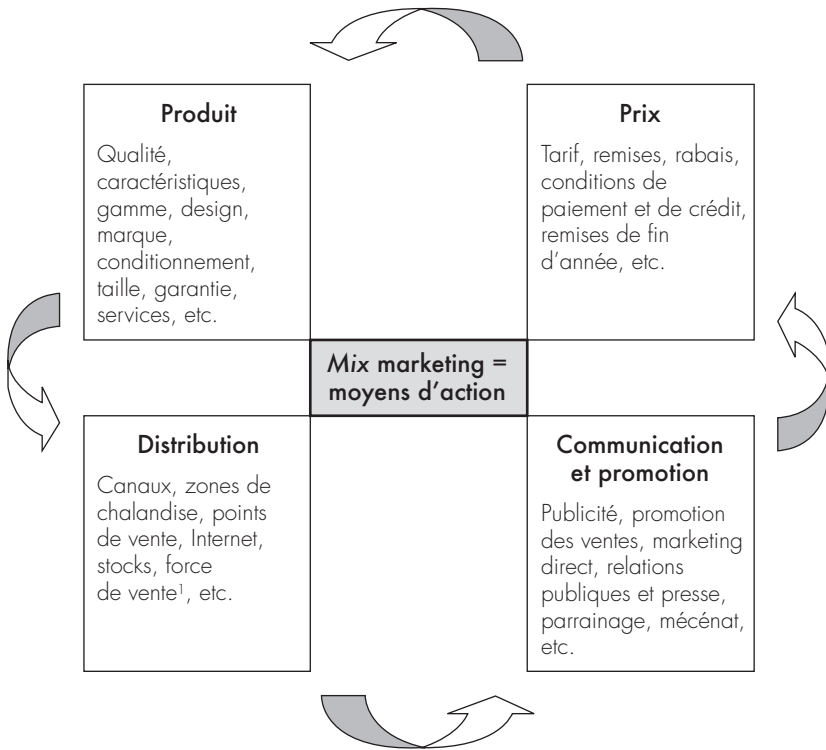 Produit
Qualité,
caractéristiques,
gamme, design,
marque,
conditionnement,
taille, garantie,
services, etc.
Prix
Tarif, remises, rabais,
conditions de
paiement et de crédit,
remises de fin
d'année, etc.
Mix marketing =
moyens d'action
Distribution
Canaux, zones de
chalandise, points
de vente, Internet,
stocks, force
de vente¹, etc.
Communication
et promotion
Publicité, promotion
des ventes, marketing
direct, relations
publiques et presse,
parrainage, mécénat,
etc.